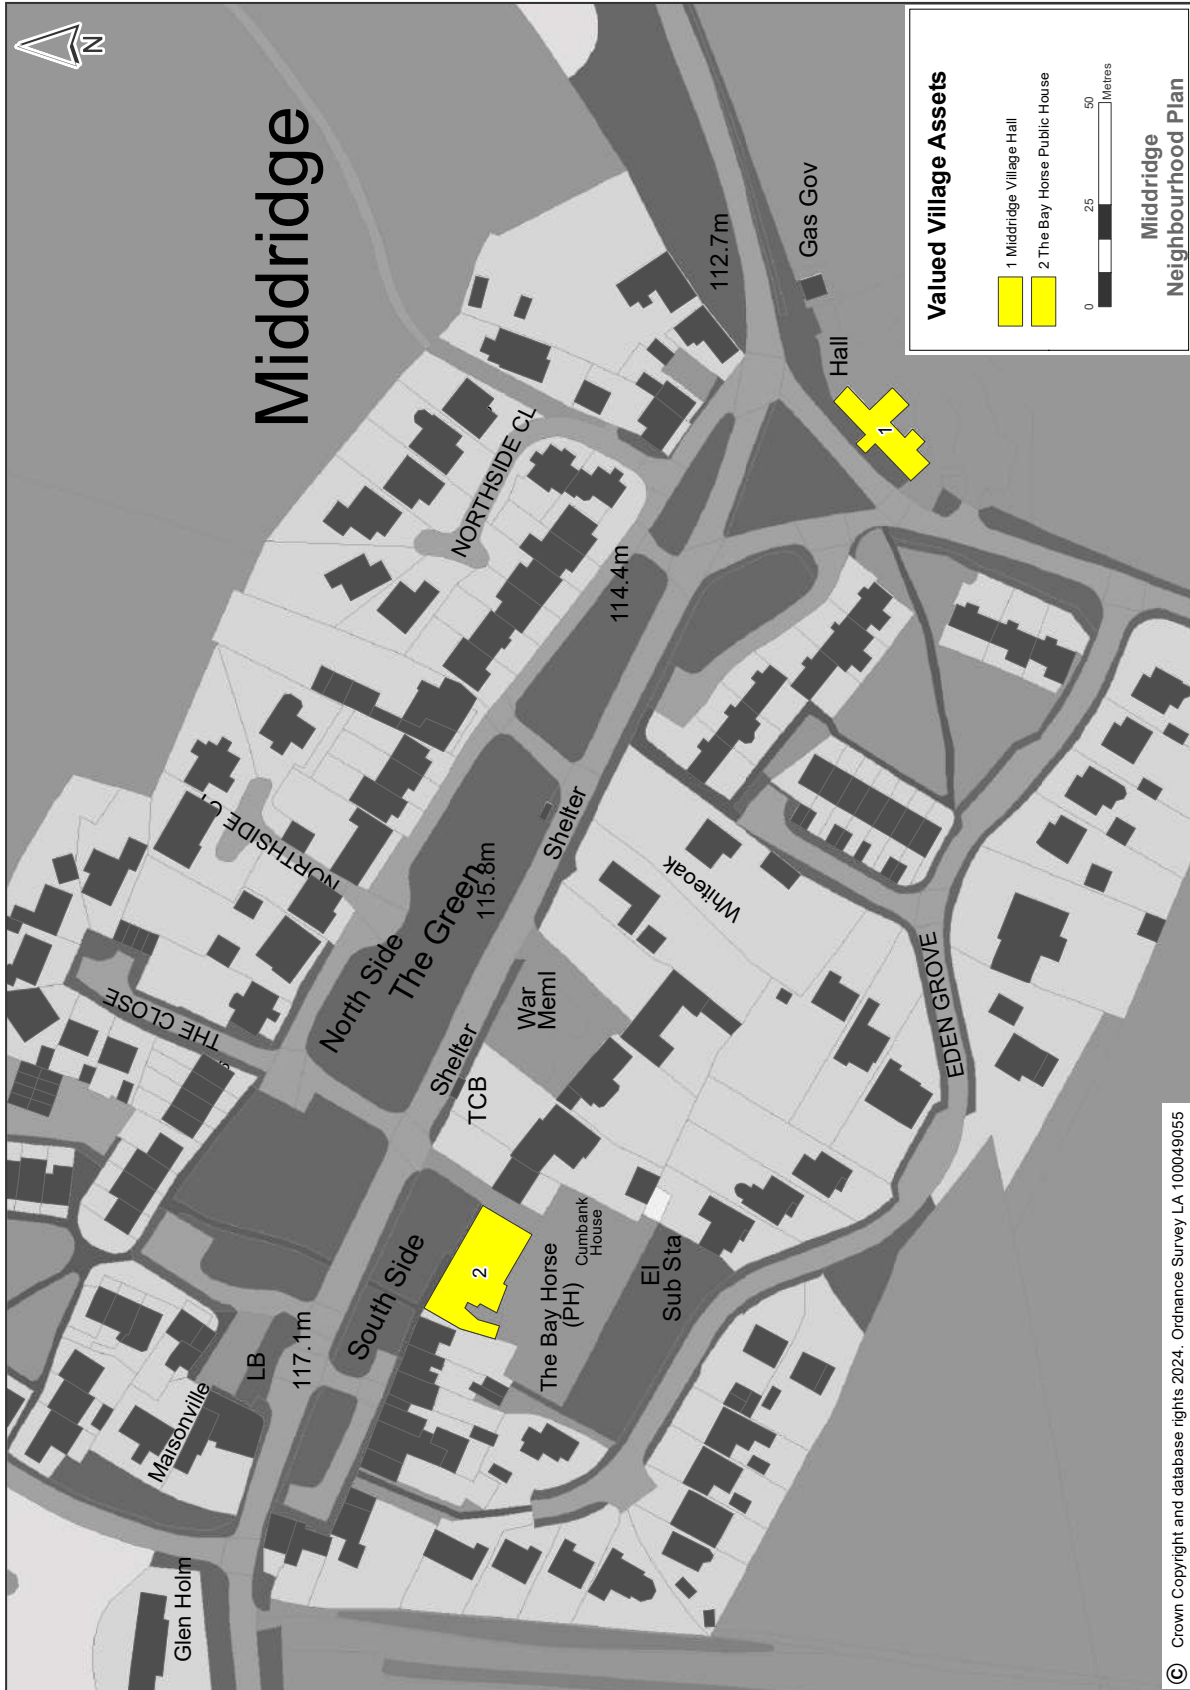 N
Middridge
Glen Holm
Maisonville
LB
117.1m
THE CLOSE
NORTHSIDE
North Side
The Green
115.8m
NORTHSIDE CL
114.4m
112.7m
South Side
2
Shelter
TCB
War
Meml
Shelter
Whiteoak
Hall
Gas Gov
1
The Bay Horse
(PH)
Cumbank
House
El
Sub Sta
EDEN GROVE
Valued Village Assets
1 Middridge Village Hall
2 The Bay Horse Public House
0 25 50
Metres
Middridge
Neighbourhood Plan
© Crown Copyright and database rights 2024. Ordnance Survey LA 100049055